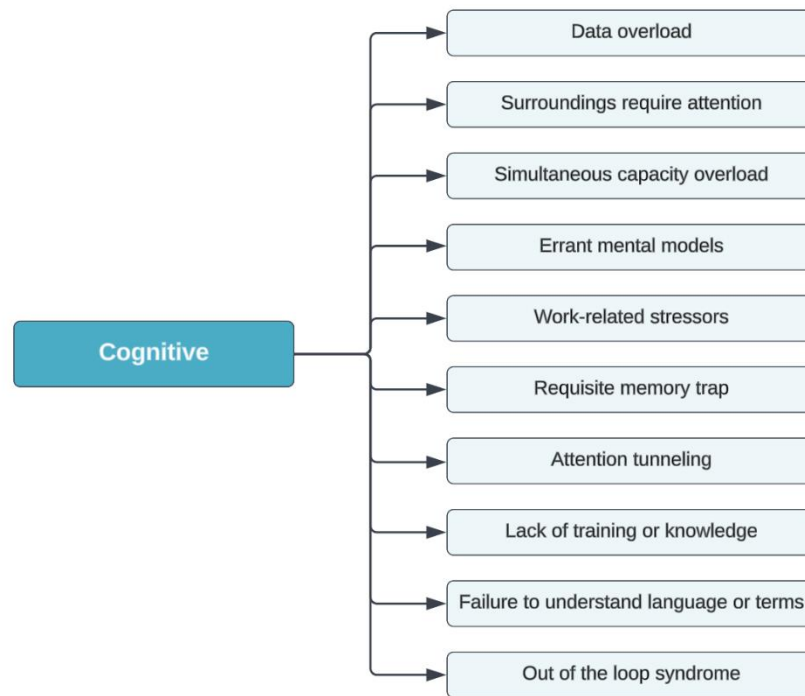 Data overload
Surroundings require attention
Simultaneous capacity overload
Errant mental models
Work-related stressors
Cognitive
Requisite memory trap
Attention tunneling
Lack of training or knowledge
Failure to understand language or terms
Out of the loop syndrome